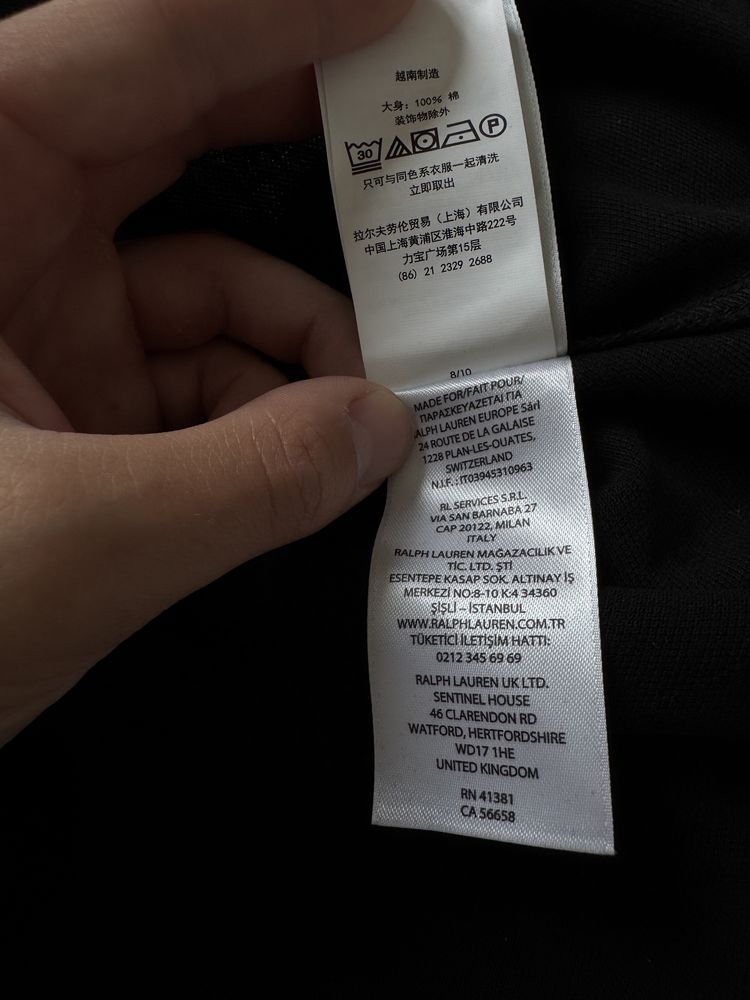 越南制造
大身: 100% 棉
装饰物除外
30 P
只可与同色系衣服一起清洗
立即取出
拉尔夫劳伦贸易（上海）有限公司
中国上海黄浦区淮海中路222号
力宝广场第15层
(86) 21 2329 2688
8/10
MADE FOR/FAIT POUR/
ΠΑΡΑΣΚΕΥΑΖΕΤΑΙ ΓΙΑ
RALPH LAUREN EUROPE Sárl
24 ROUTE DE LA GALAISE
1228 PLAN-LES-OUATES,
SWITZERLAND
N.I.F. : IT03945310963
RL SERVICES S.R.L.
VIA SAN BARNABA 27
CAP 20122, MILAN
ITALY
RALPH LAUREN MAĞAZACILIK VE
TİC. LTD. ŞTİ
ESENTEPE KASAP SOK. ALTINAY İŞ
MERKEZİ NO:8-10 K:4 34360
ŞİŞLİ – İSTANBUL
WWW.RALPHLAUREN.COM.TR
TÜKETİCİ İLETİŞİM HATTI:
0212 345 69 69
RALPH LAUREN UK LTD.
SENTINEL HOUSE
46 CLARENDON RD
WATFORD, HERTFORDSHIRE
WD17 1HE
UNITED KINGDOM
RN 41381
CA 56658